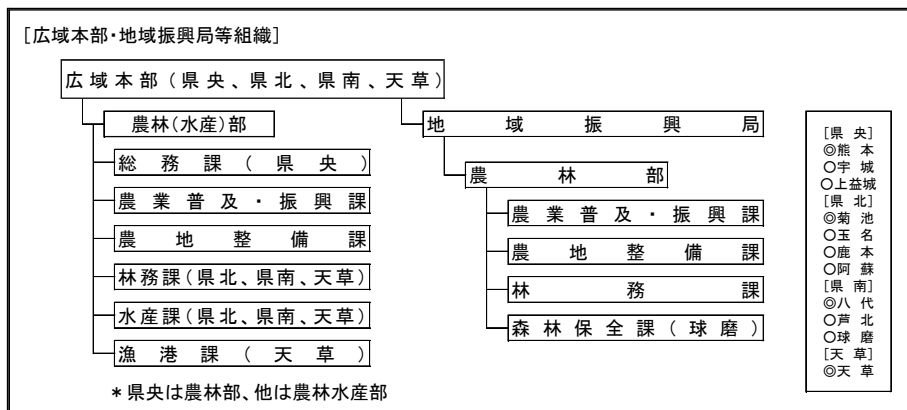 [広域本部・地域振興局等組織]
広域本部(県央、県北、県南、天草)
農林(水産)部
総務課(県央)
農業普及・振興課
農地整備課
林務課(県北、県南、天草)
水産課(県北、県南、天草)
漁港課(天草)
*県央は農林部、他は農林水産部
地域振興局
農林部
農業普及・振興課
農地整備課
林務課
森林保全課(球磨)
[県央]
◎熊本
○宇城
○上益城
[県北]
◎菊池
○玉名
○鹿本
○阿蘇
[県南]
◎八代
○芦北
○球磨
[天草]
◎天草